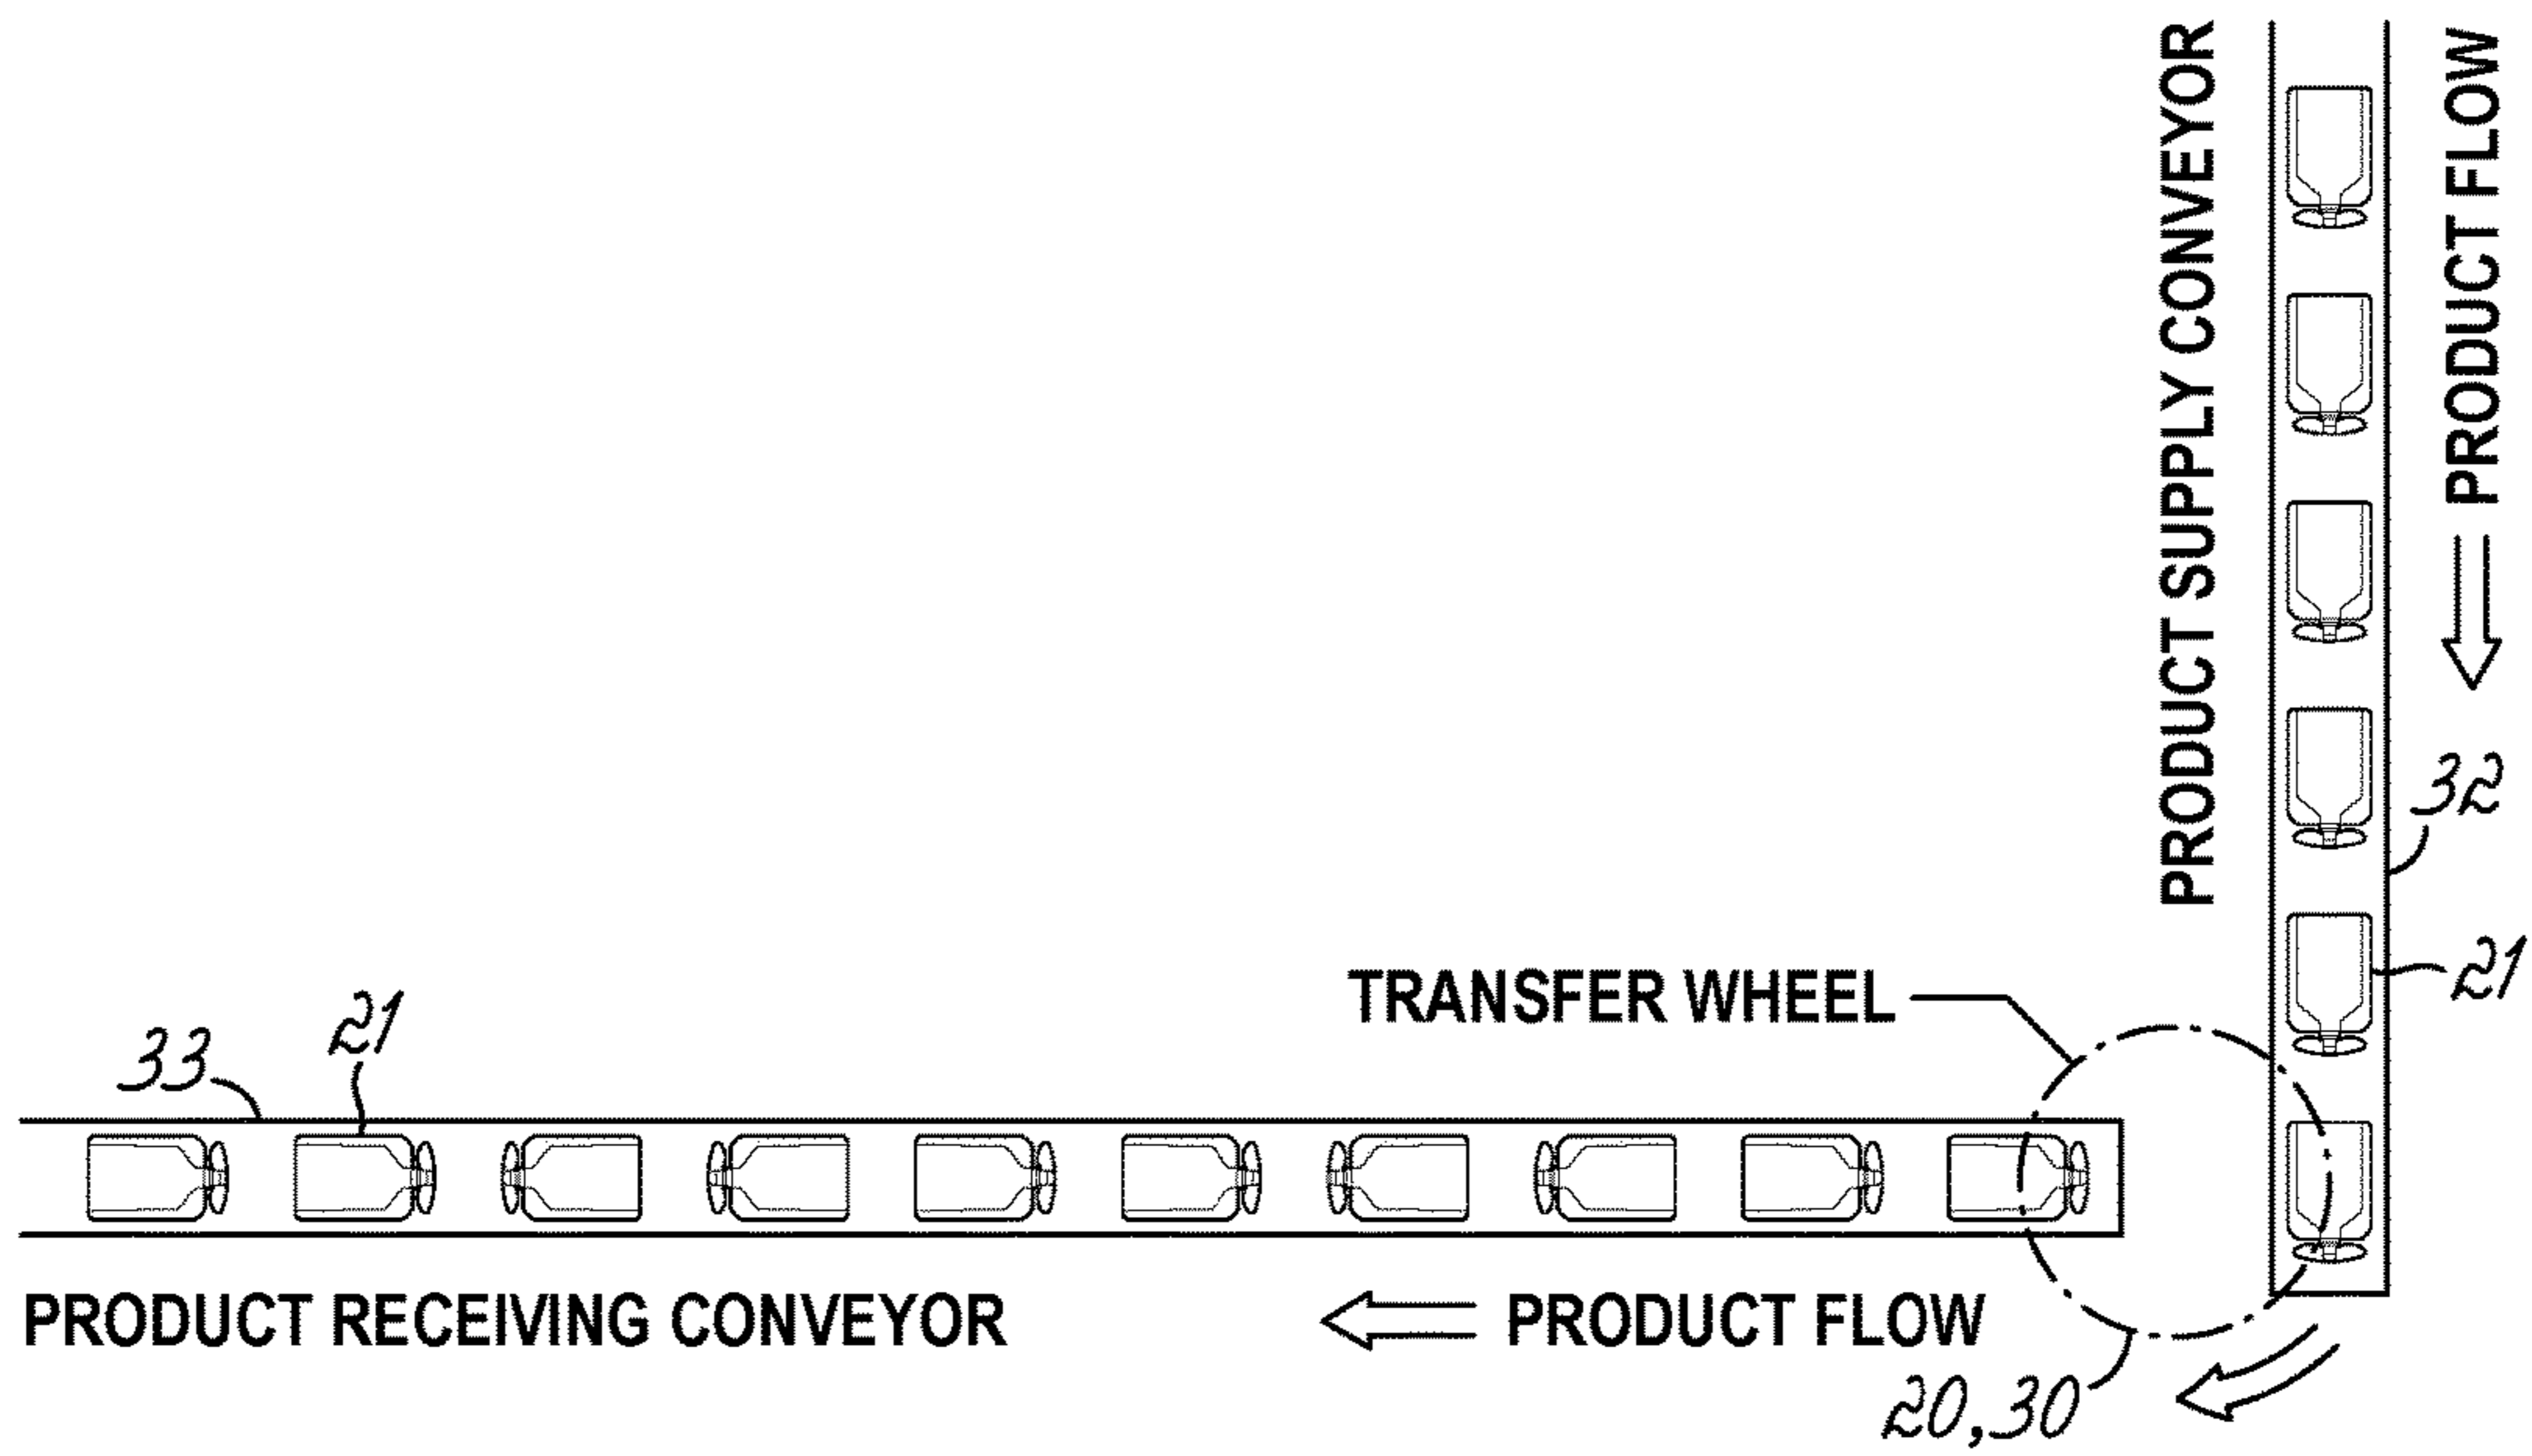 PRODUCT SUPPLY CONVEYOR
PRODUCT FLOW
32
21
TRANSFER WHEEL
33
21
PRODUCT RECEIVING CONVEYOR
PRODUCT FLOW
20,30